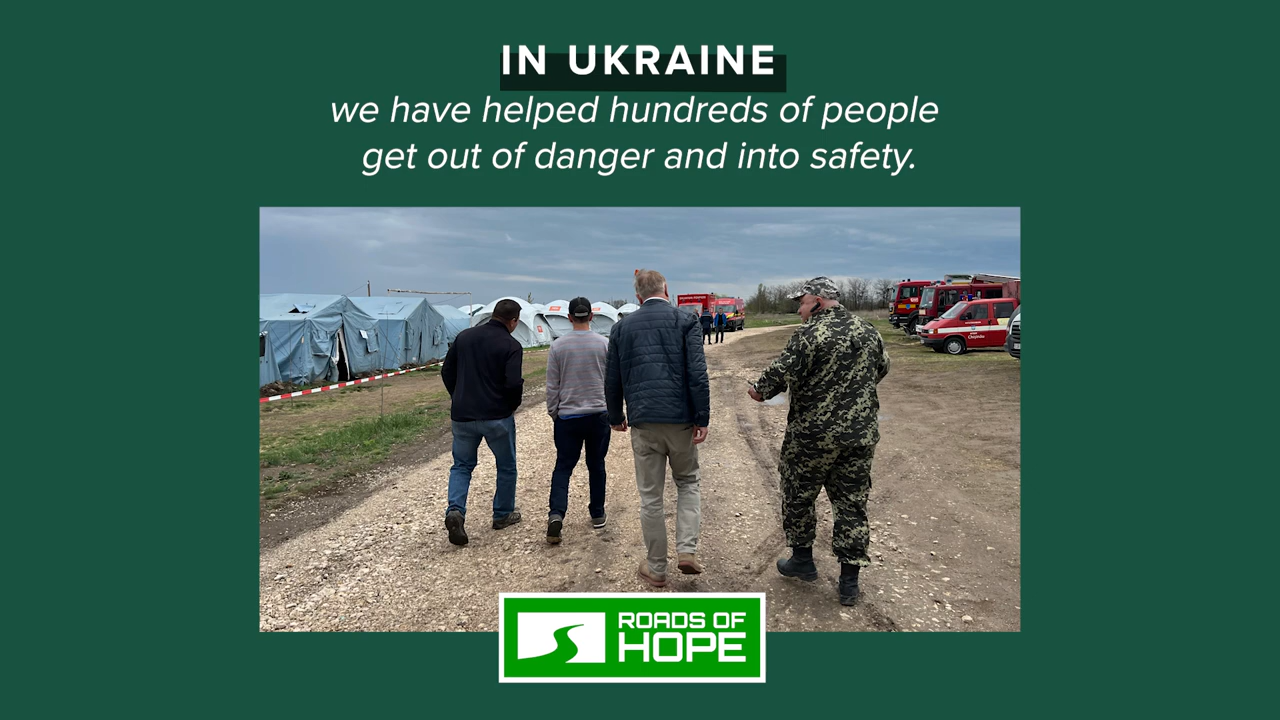 IN UKRAINE
we have helped hundreds of people
get out of danger and into safety.
ROADS OF
HOPE